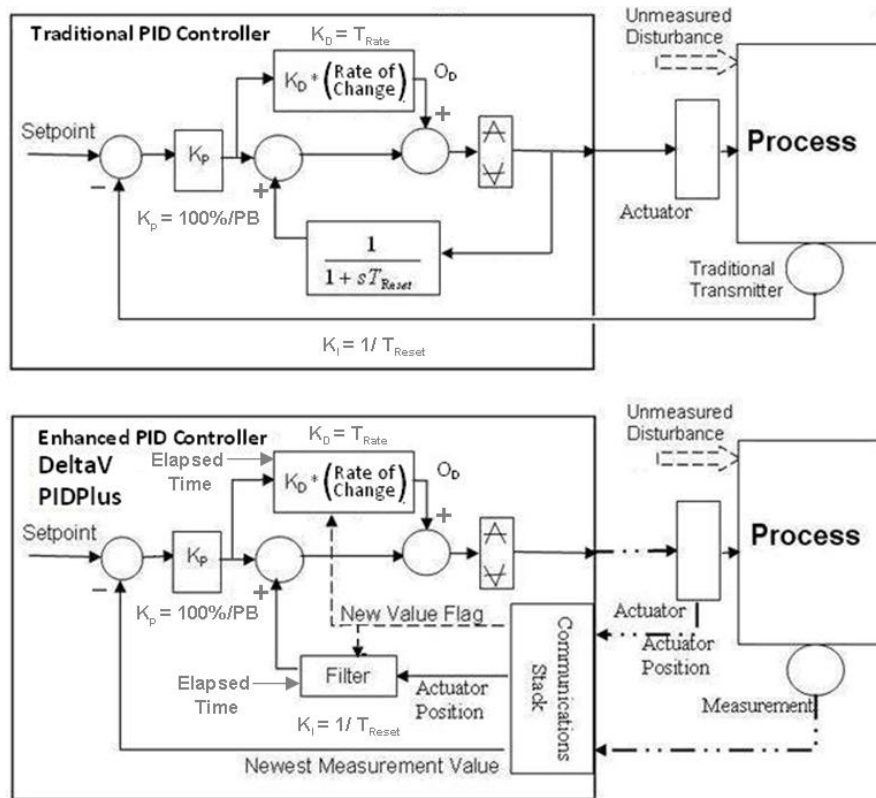 Traditional PID Controller
K_D = T_Rate
Unmeasured
Disturbance
K_D * (Rate of
Change)
O_D
+
Setpoint
K_P
Process
−
+
K_p = 100%/PB
Actuator
1
1 + sT_Reset
Traditional
Transmitter
K_I = 1/ T_Reset
Enhanced PID Controller
K_D = T_Rate
DeltaV
PIDPlus
Elapsed
Time
Unmeasured
Disturbance
K_D * (Rate of
Change)
O_D
+
Setpoint
K_P
Process
−
+
K_p = 100%/PB
New Value Flag
Communications
Stack
Actuator
Actuator
Position
Filter
Elapsed
Time
Actuator
Position
Measurement
K_I = 1/ T_Reset
Newest Measurement Value